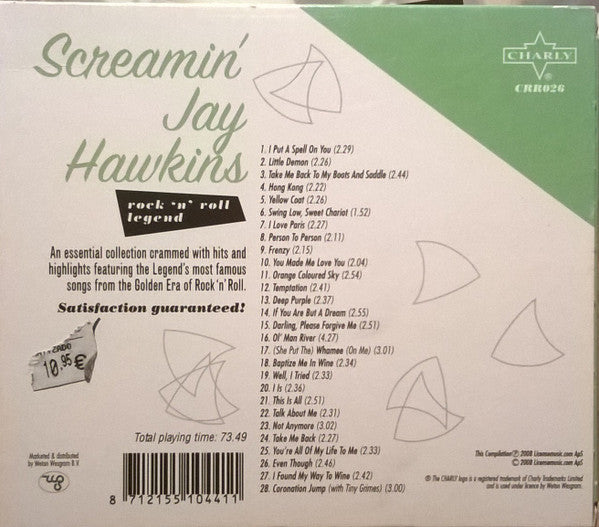 Screamin'
Jay
Hawkins
rock 'n' roll
legend
An essential collection crammed with hits and
highlights featuring the Legend's most famous
songs from the Golden Era of Rock'n'Roll.
Satisfaction guaranteed!
10,95 €
Total playing time: 73.49
Marketed & distributed
by Weton Wesgram B.V.
8 712155 104411
CHARLY
®
CRR026
1. I Put A Spell On You (2.29)
2. Little Demon (2.26)
3. Take Me Back To My Boots And Saddle (2.44)
4. Hong Kong (2.22)
5. Yellow Coat (2.26)
6. Swing Low, Sweet Chariot (1.52)
7. I Love Paris (2.27)
8. Person To Person (2.11)
9. Frenzy (2.15)
10. You Made Me Love You (2.04)
11. Orange Coloured Sky (2.54)
12. Temptation (2.41)
13. Deep Purple (2.37)
14. If You Are But A Dream (2.55)
15. Darling, Please Forgive Me (2.51)
16. Ol' Man River (4.27)
17. (She Put The) Whamee (On Me) (3.01)
18. Baptize Me In Wine (2.34)
19. Well, I Tried (2.33)
20. I Is (2.36)
21. This Is All (2.51)
22. Talk About Me (2.31)
23. Not Anymore (3.02)
24. Take Me Back (2.27)
25. You're All Of My Life To Me (2.33)
26. Even Though (2.46)
27. I Found My Way To Wine (2.42)
28. Coronation Jump (with Tiny Grimes) (3.00)
This Compilation ℗ 2008 Licensemusic.com ApS
© 2008 Licensemusic.com ApS
® The CHARLY logo is a registered trademark of Charly Trademarks Limited
and is used under licence by Weton Wesgram.